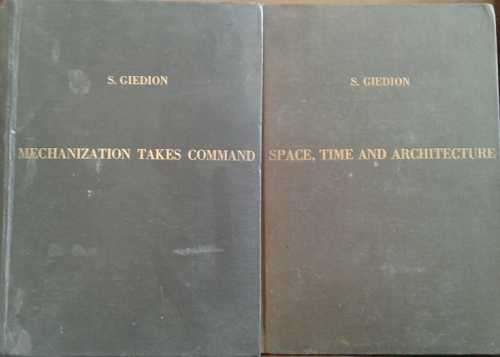 S. GIEDION
MECHANIZATION TAKES COMMAND
S. GIEDION
SPACE, TIME AND ARCHITECTURE